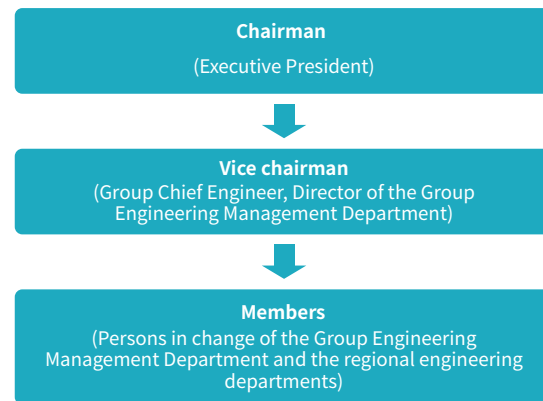 Chairman
(Executive President)
Vice chairman
(Group Chief Engineer, Director of the Group
Engineering Management Department)
Members
(Persons in change of the Group Engineering
Management Department and the regional engineering
departments)